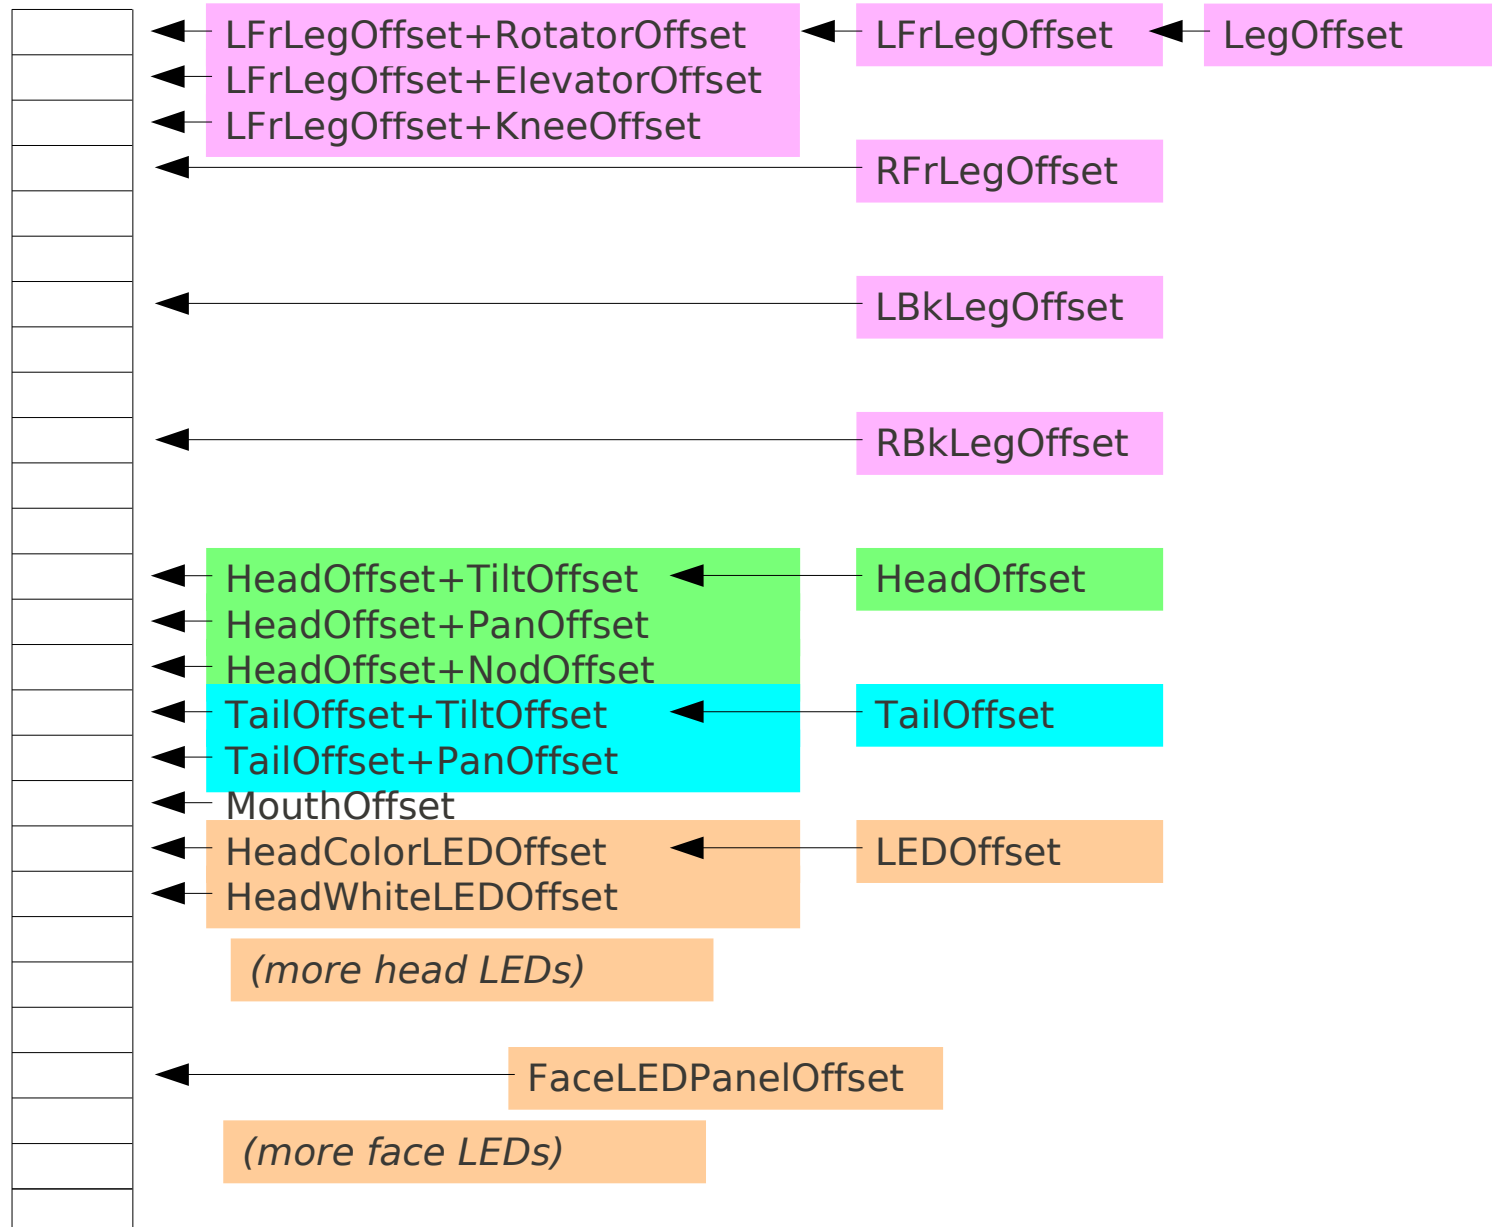 LFrLegOffset+RotatorOffset LFrLegOffset LegOffset
LFrLegOffset+ElevatorOffset
LFrLegOffset+KneeOffset
RFrLegOffset
LBkLegOffset
RBkLegOffset
HeadOffset+TiltOffset HeadOffset
HeadOffset+PanOffset
HeadOffset+NodOffset
TailOffset+TiltOffset TailOffset
TailOffset+PanOffset
MouthOffset
HeadColorLEDOffset LEDOffset
HeadWhiteLEDOffset
(more head LEDs)
FaceLEDPanelOffset
(more face LEDs)